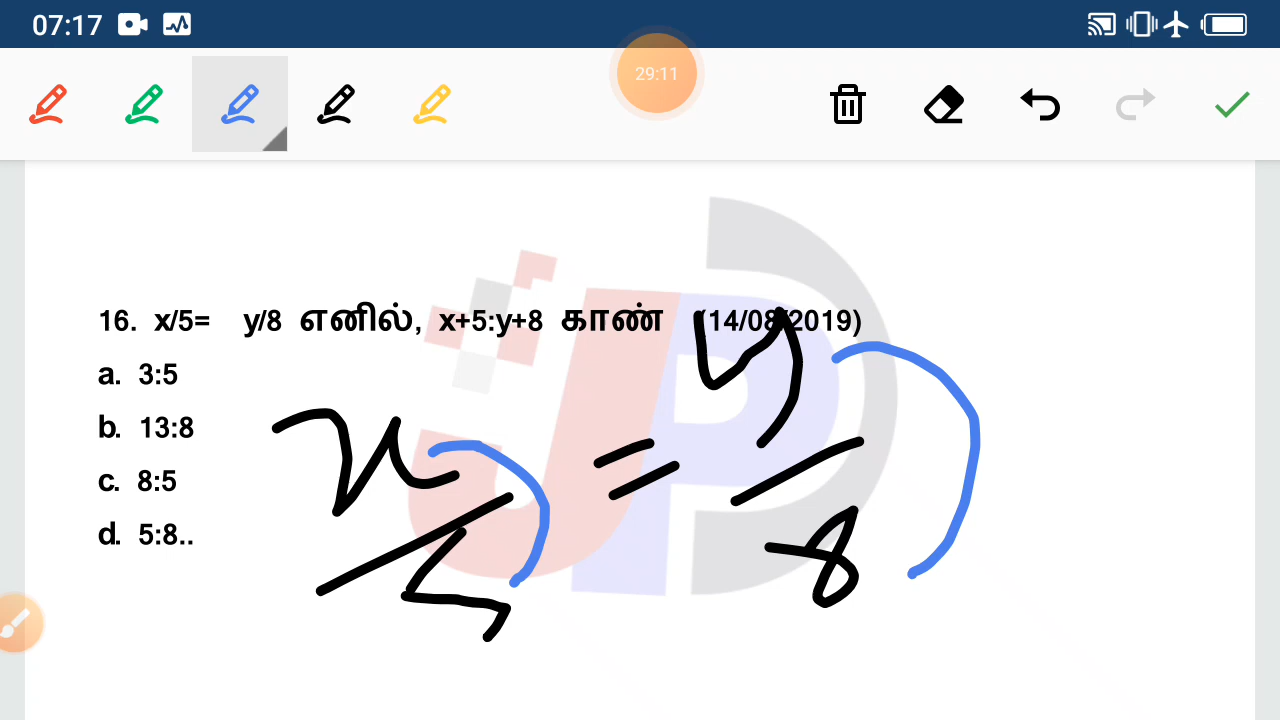 07:17
29:11
16. x/5= y/8 எனில், x+5:y+8 காண் (14/08/2019)
a. 3:5
b. 13:8
c. 8:5
d. 5:8..
x/5 = y/8